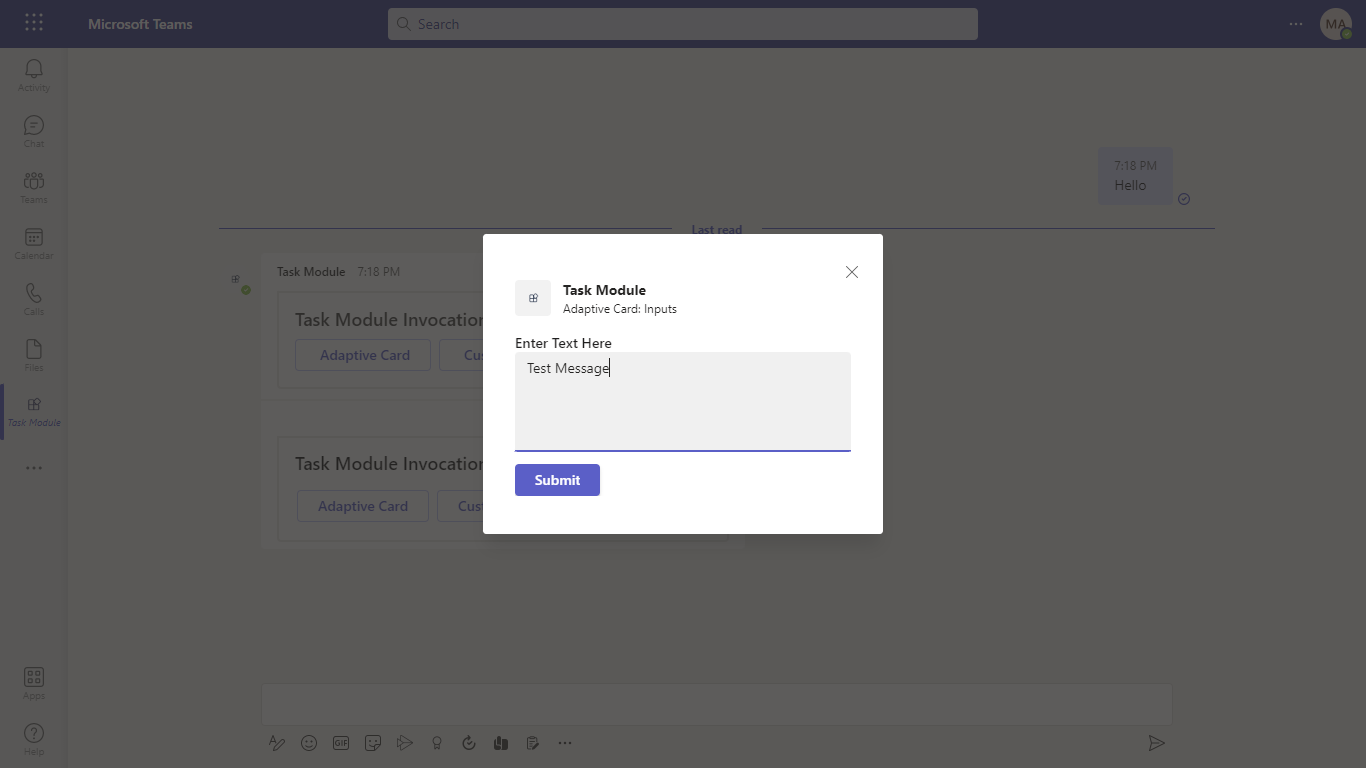 Microsoft Teams
Search
MA
Activity
Chat
Teams
Calendar
Calls
Files
Task Module
Apps
Help
7:18 PM
Hello
Last read
Task Module 7:18 PM
Task Module Invocation
Adaptive Card
Task Module Invocation
Adaptive Card
Task Module
Adaptive Card: Inputs
Enter Text Here
Test Message
Submit
GIF